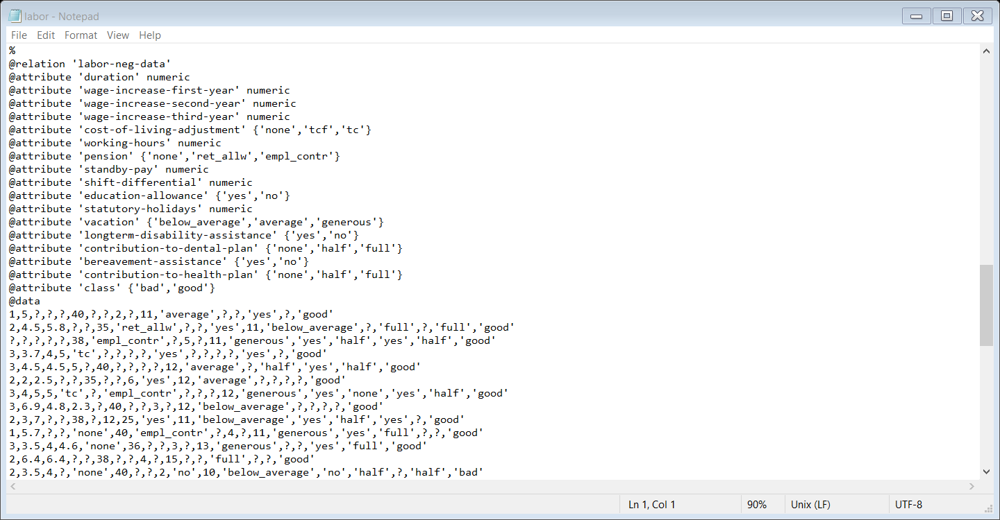 labor - Notepad
File Edit Format View Help
%
@relation 'labor-neg-data'
@attribute 'duration' numeric
@attribute 'wage-increase-first-year' numeric
@attribute 'wage-increase-second-year' numeric
@attribute 'wage-increase-third-year' numeric
@attribute 'cost-of-living-adjustment' {'none','tcf','tc'}
@attribute 'working-hours' numeric
@attribute 'pension' {'none','ret_allw','empl_contr'}
@attribute 'standby-pay' numeric
@attribute 'shift-differential' numeric
@attribute 'education-allowance' {'yes','no'}
@attribute 'statutory-holidays' numeric
@attribute 'vacation' {'below_average','average','generous'}
@attribute 'longterm-disability-assistance' {'yes','no'}
@attribute 'contribution-to-dental-plan' {'none','half','full'}
@attribute 'bereavement-assistance' {'yes','no'}
@attribute 'contribution-to-health-plan' {'none','half','full'}
@attribute 'class' {'bad','good'}
@data
1,5,?,?,?,40,?,?,2,?,11,'average',?,?,'yes',?,'good'
2,4.5,5.8,?,?,35,'ret_allw',?,?,'yes',11,'below_average',?,'full',?,'full','good'
?,?,?,?,?,38,'empl_contr',?,5,?,11,'generous','yes','half','yes','half','good'
3,3.7,4,5,'tc',?,?,?,?,'yes',?,?,?,?,'yes',?,'good'
3,4.5,4.5,5,?,40,?,?,?,?,12,'average',?,'half','yes','half','good'
2,2,2.5,?,?,35,?,?,6,'yes',12,'average',?,?,?,?,'good'
3,4,5,5,'tc',?,'empl_contr',?,?,?,12,'generous','yes','none','yes','half','good'
3,6.9,4.8,2.3,?,40,?,?,3,?,12,'below_average',?,?,?,?,'good'
2,3,7,?,?,38,?,12,25,'yes',11,'below_average','yes','half','yes',?,'good'
1,5.7,?,?,'none',40,'empl_contr',?,4,?,11,'generous','yes','full',?,?,'good'
3,3.5,4,4.6,'none',36,?,?,3,?,13,'generous',?,?,'yes','full','good'
2,6.4,6.4,?,?,38,?,?,4,?,15,?,?,'full',?,?,'good'
2,3.5,4,?,'none',40,?,?,2,'no',10,'below_average','no','half',?,'half','bad'
Ln 1, Col 1 90% Unix (LF) UTF-8